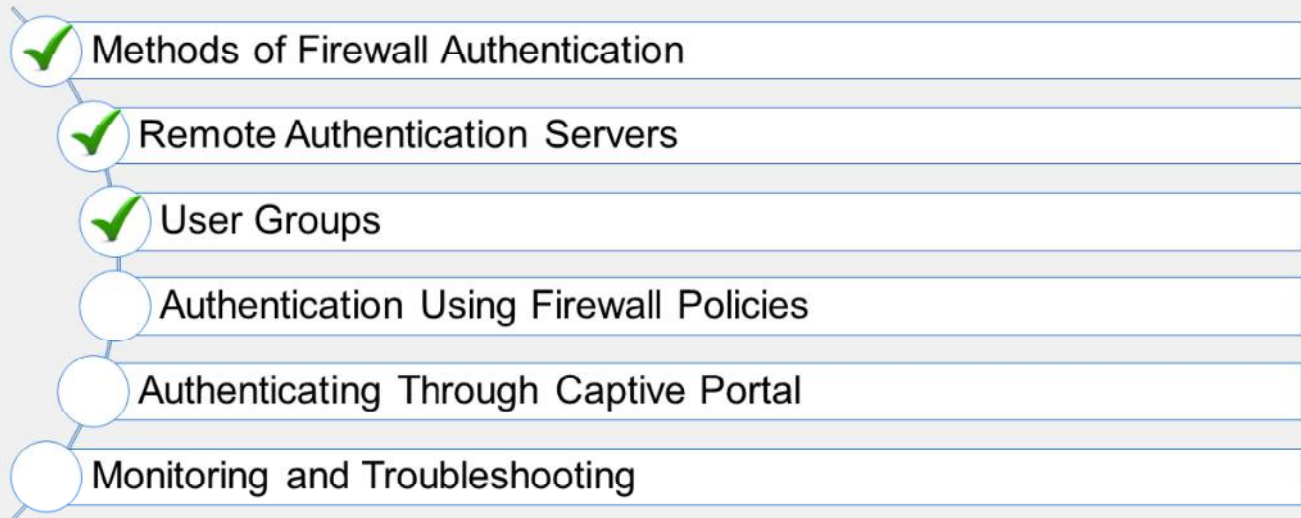 Methods of Firewall Authentication
Remote Authentication Servers
User Groups
Authentication Using Firewall Policies
Authenticating Through Captive Portal
Monitoring and Troubleshooting